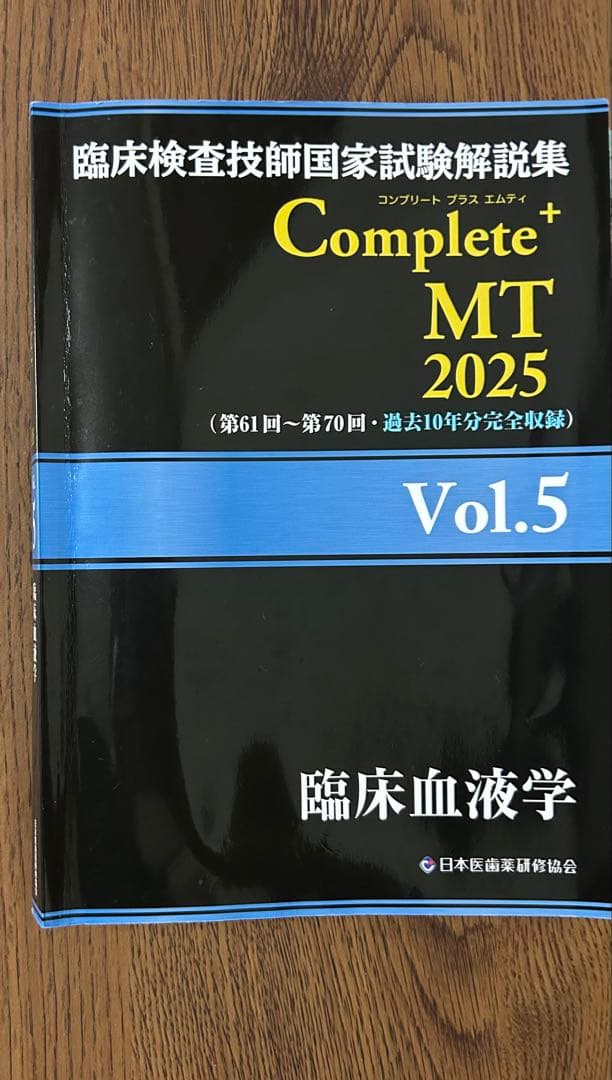 臨床検査技師国家試験解説集
コンプリート プラス エムティ
Complete+
MT
2025
（第61回～第70回・過去10年分完全収録）
Vol.5
臨床血液学
日本医歯薬研修協会